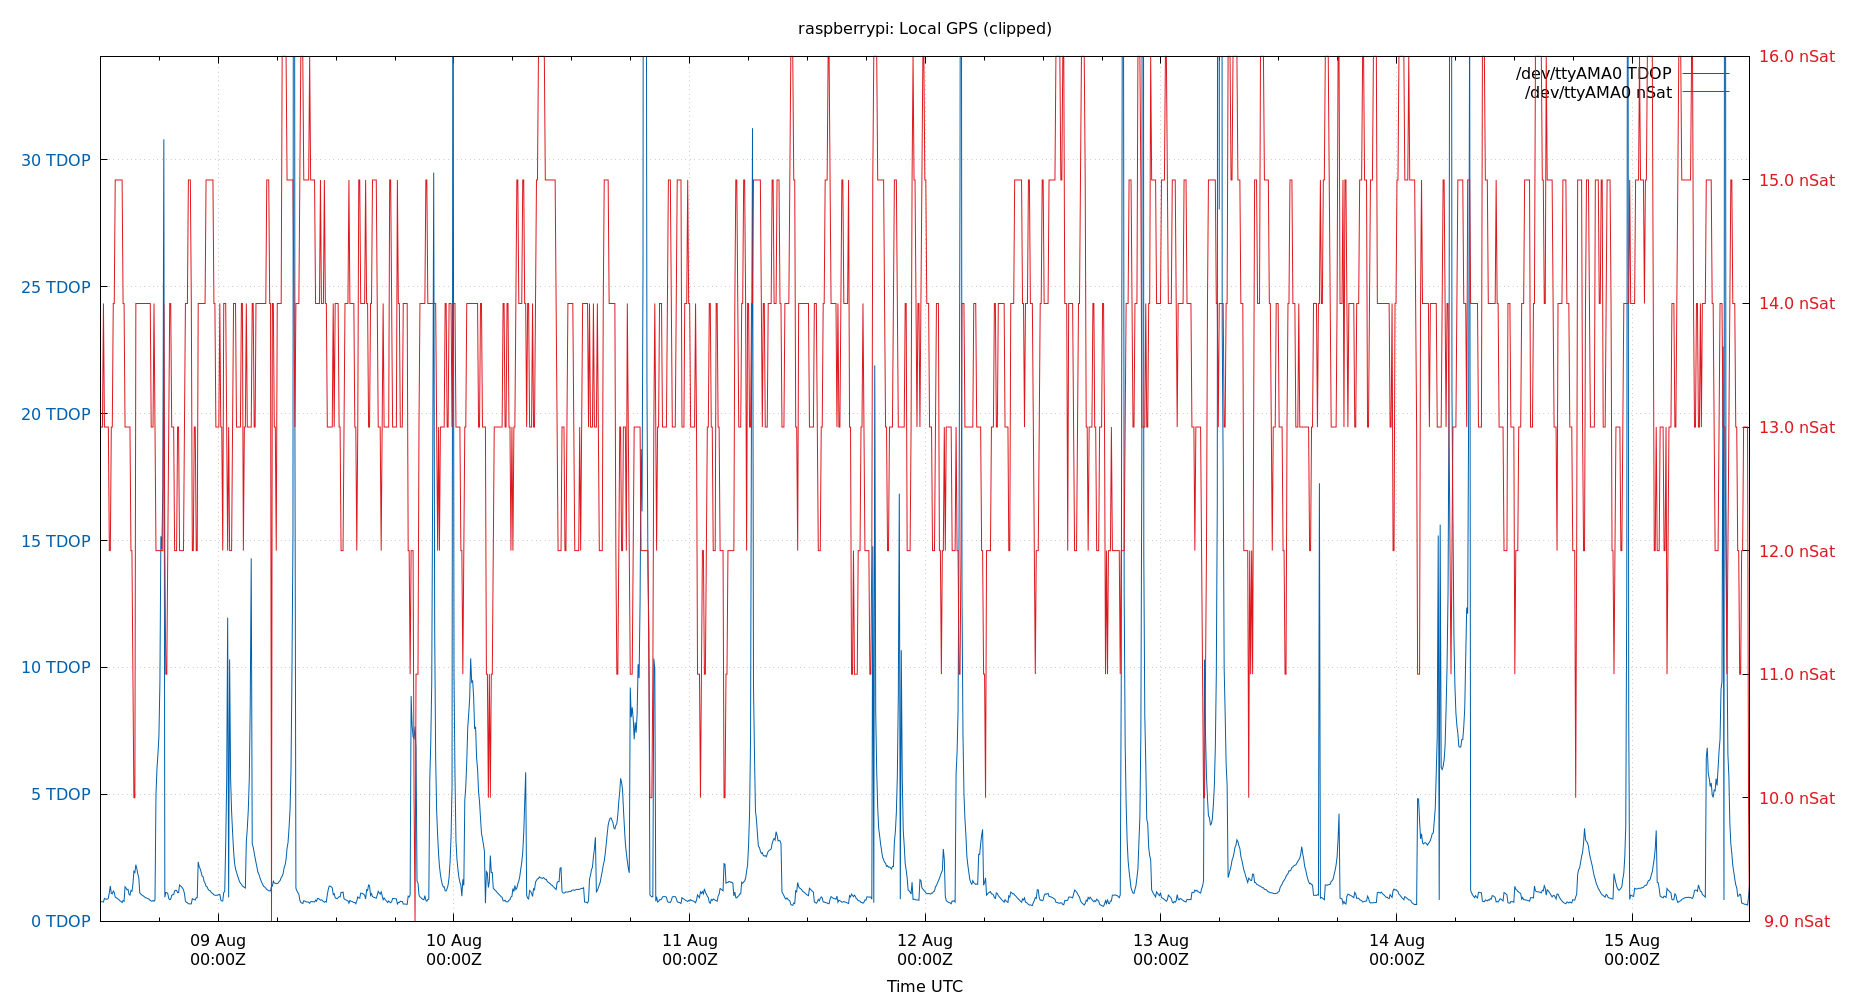 raspberrypi: Local GPS (clipped)
/dev/ttyAMA0 TDOP
/dev/ttyAMA0 nSat
30 TDOP
25 TDOP
20 TDOP
15 TDOP
10 TDOP
5 TDOP
0 TDOP
16.0 nSat
15.0 nSat
14.0 nSat
13.0 nSat
12.0 nSat
11.0 nSat
10.0 nSat
9.0 nSat
09 Aug 10 Aug 11 Aug 12 Aug 13 Aug 14 Aug 15 Aug
00:00Z 00:00Z 00:00Z 00:00Z 00:00Z 00:00Z 00:00Z
Time UTC